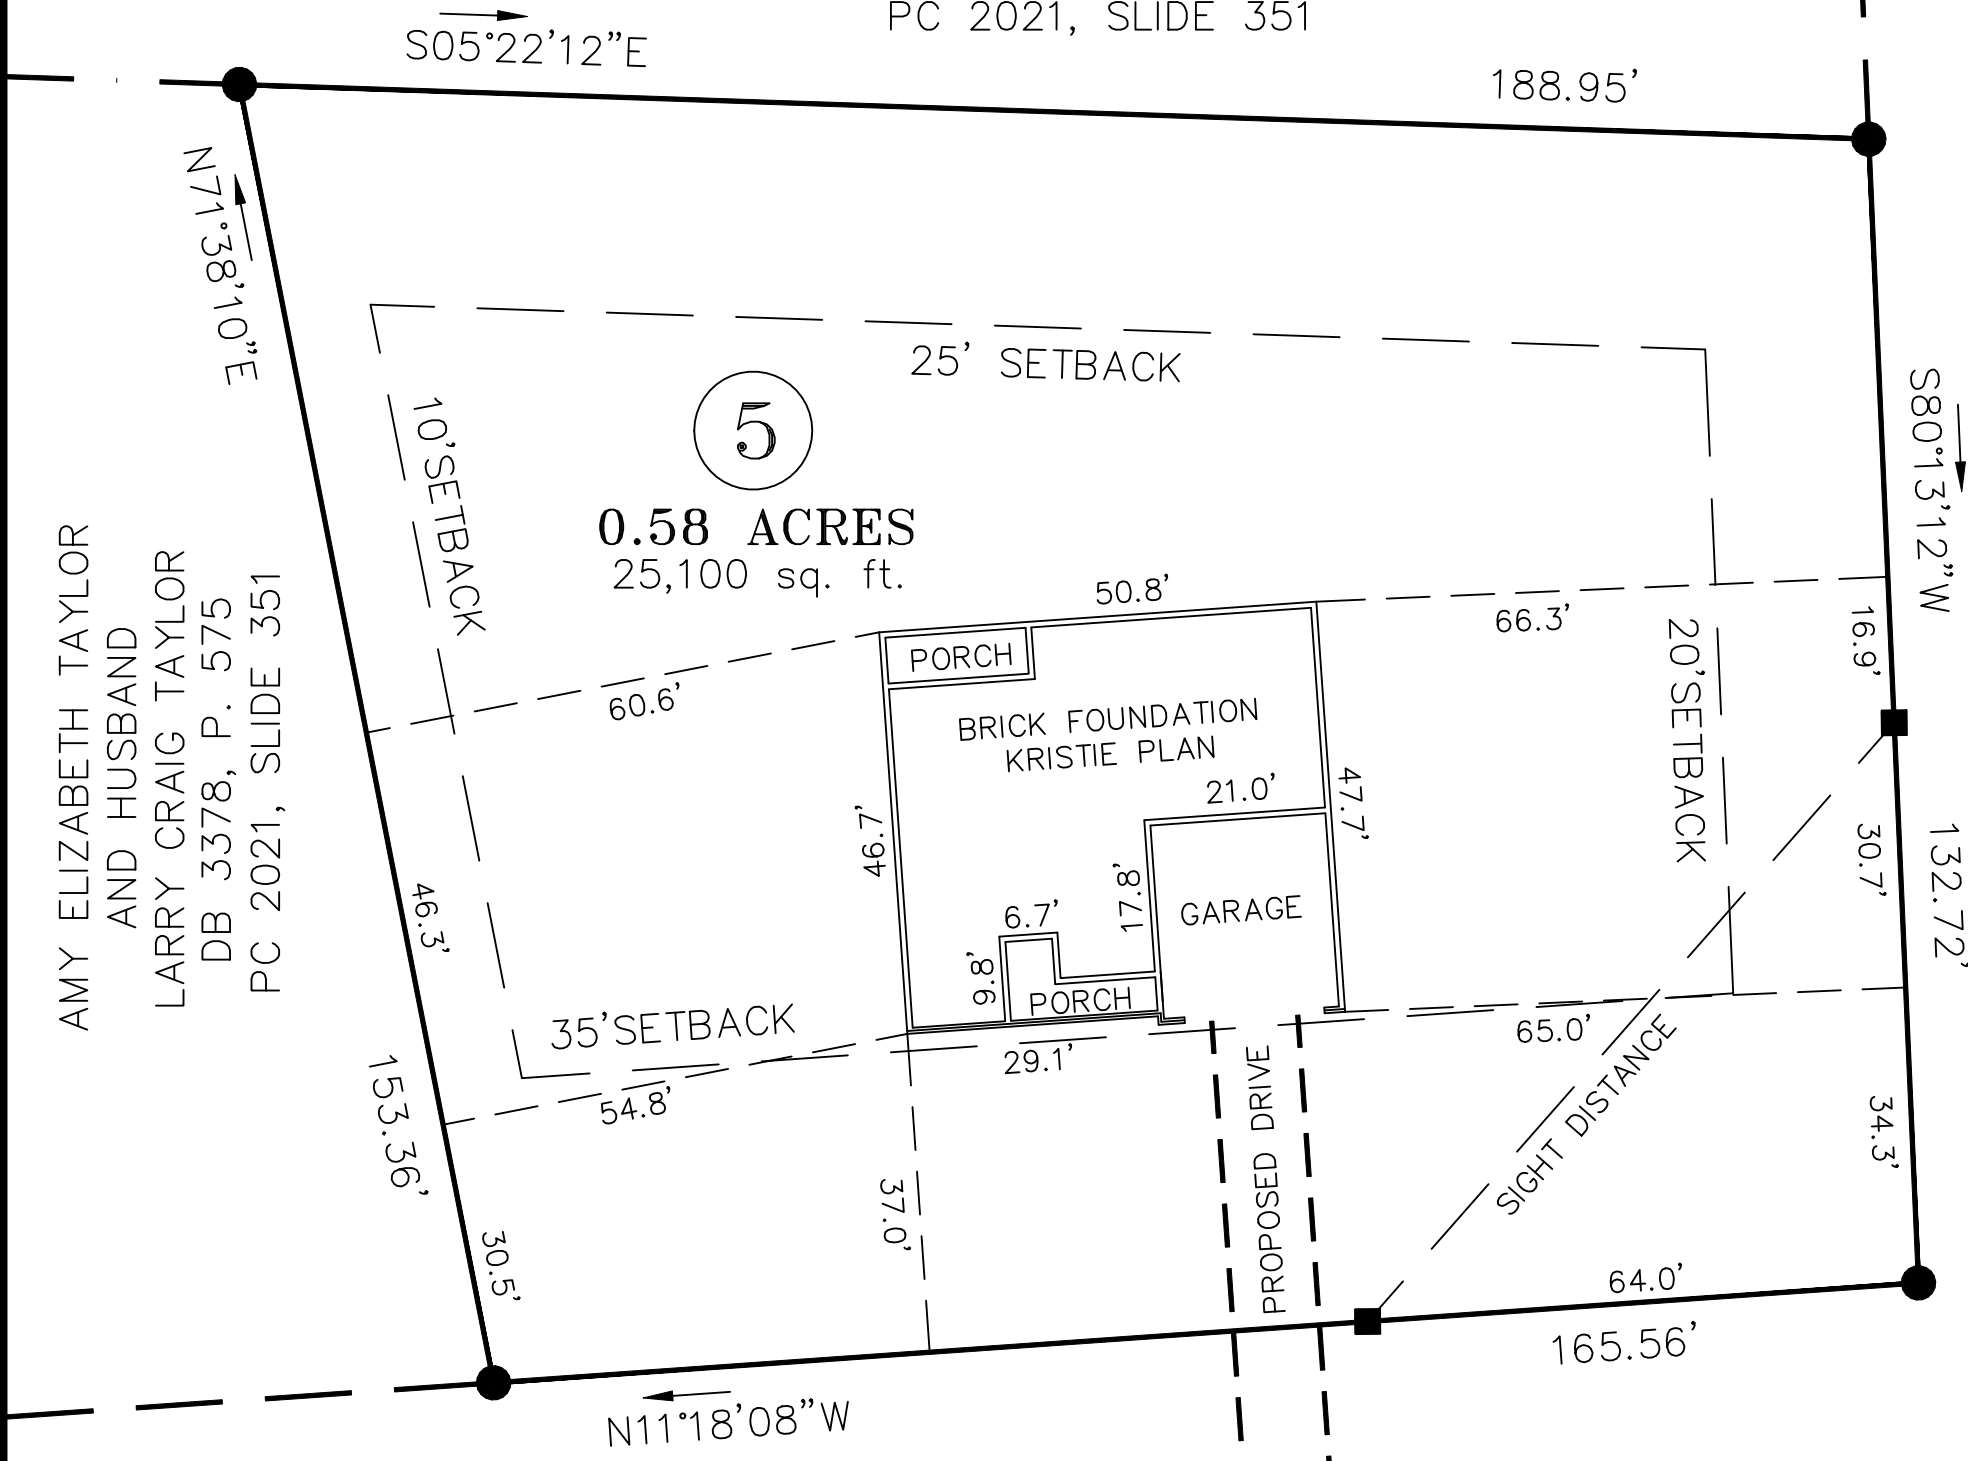 PC 2021, SLIDE 351
S05°22'12"E
188.95'
N71°38'10"E
25' SETBACK
10'SETBACK
5
0.58 ACRES
25,100 sq. ft.
S80°13'12"W
50.8'
66.3'
16.9'
20'SETBACK
60.6'
PORCH
BRICK FOUNDATION
KRISTIE PLAN
21.0'
47.7'
46.7'
17.8'
GARAGE
6.7'
9.8'
PORCH
30.7'
132.72'
AMY ELIZABETH TAYLOR
AND HUSBAND
LARRY CRAIG TAYLOR
DB 3378, P. 575
PC 2021, SLIDE 351
46.3'
35'SETBACK
29.1'
65.0'
54.8'
153.36'
PROPOSED DRIVE
SIGHT DISTANCE
34.3'
37.0'
30.5'
64.0'
165.56'
N11°18'08"W